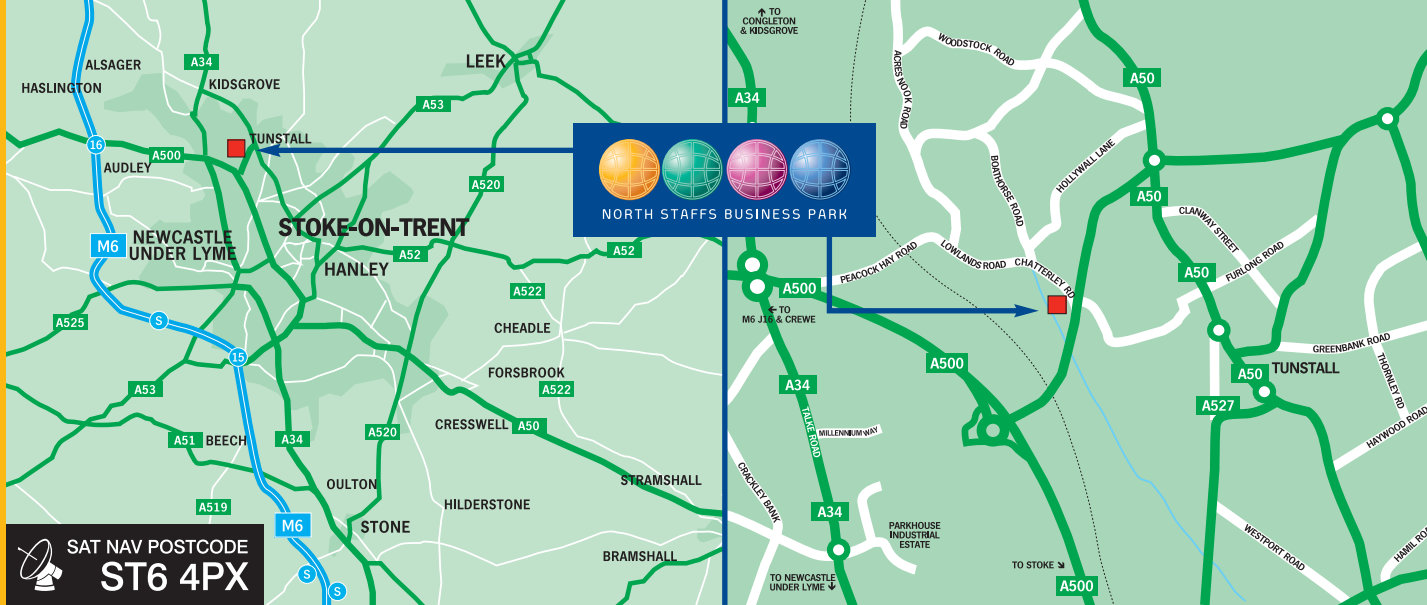 ALSAGER
HASLINGTON
A34
KIDSGROVE
LEEK
A53
16
TUNSTALL
A500
AUDLEY
A520
STOKE-ON-TRENT
M6
NEWCASTLE
UNDER LYME
A52
A52
HANLEY
A522
A525
S
CHEADLE
15
FORSBROOK
A522
A53
CRESSWELL
A50
A51
BEECH
A34
A520
STRAMSHALL
OULTON
HILDERSTONE
A519
M6
STONE
BRAMSHALL
S
S
SAT NAV POSTCODE
ST6 4PX
NORTH STAFFS BUSINESS PARK
↑ TO
CONGLETON
& KIDSGROVE
A34
ACRES NOOK ROAD
WOODSTOCK ROAD
A50
BOATHORSE ROAD
HOLLYWALL LANE
A50
CLANWAY STREET
FURLONG ROAD
PEACOCK HAY ROAD
LOWLANDS ROAD
CHATTERLEY RD
A50
A500
← TO
M6 J16 & CREWE
A500
GREENBANK ROAD
A50
TUNSTALL
THORNLEY RD
A34
TALKE ROAD
MILLENNIUM WAY
A527
HAYWOOD ROAD
CRACKLEY BANK
A34
PARKHOUSE
INDUSTRIAL
ESTATE
WESTPORT ROAD
HAMIL ROAD
TO NEWCASTLE
UNDER LYME ↓
TO STOKE ↘
A500